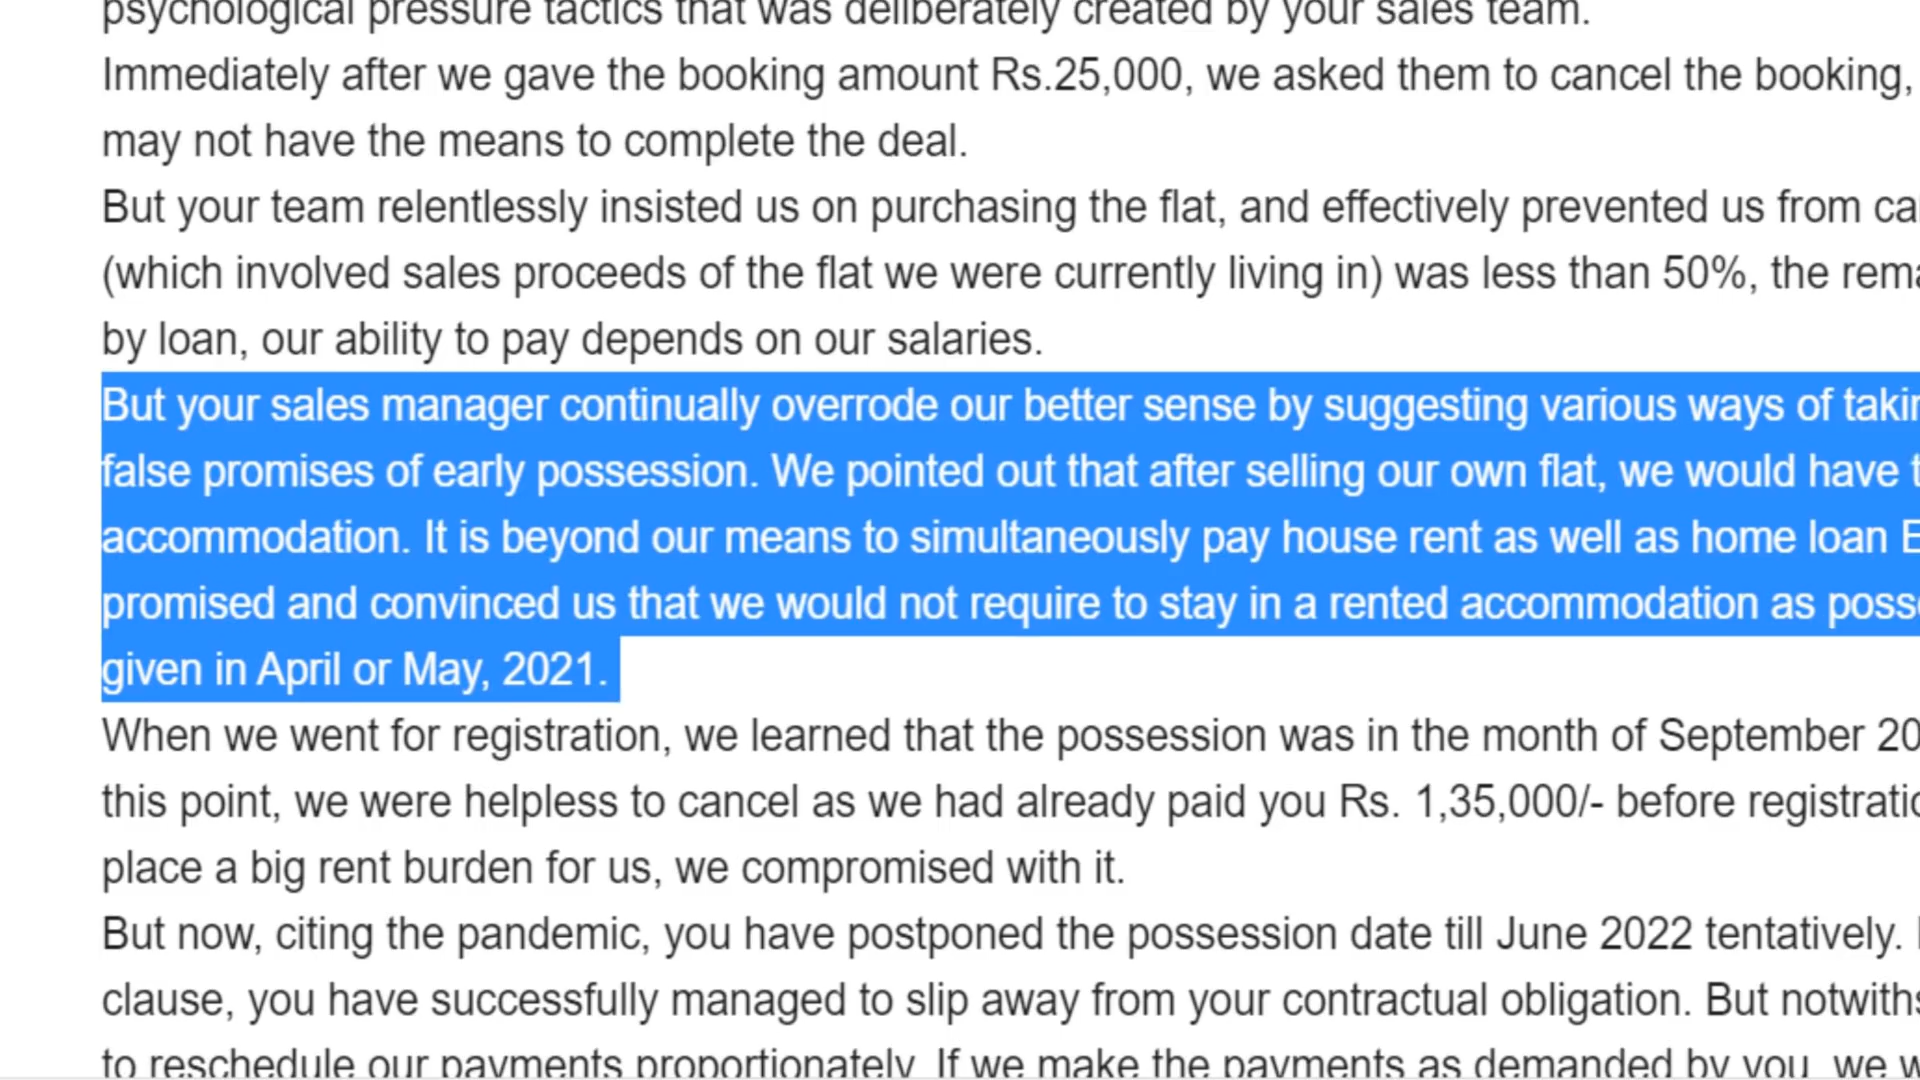 psychological pressure tactics that was deliberately created by your sales team.
Immediately after we gave the booking amount Rs.25,000, we asked them to cancel the booking,
may not have the means to complete the deal.
But your team relentlessly insisted us on purchasing the flat, and effectively prevented us from
(which involved sales proceeds of the flat we were currently living in) was less than 50%, the
by loan, our ability to pay depends on our salaries.
But your sales manager continually overrode our better sense by suggesting various ways of
false promises of early possession. We pointed out that after selling our own flat, we would have
accommodation. It is beyond our means to simultaneously pay house rent as well as home loan
promised and convinced us that we would not require to stay in a rented accommodation as
given in April or May, 2021.
When we went for registration, we learned that the possession was in the month of September
this point, we were helpless to cancel as we had already paid you Rs. 1,35,000/- before
place a big rent burden for us, we compromised with it.
But now, citing the pandemic, you have postponed the possession date till June 2022 tentatively.
clause, you have successfully managed to slip away from your contractual obligation. But
to reschedule our payments proportionately. If we make the payments as demanded by you, we